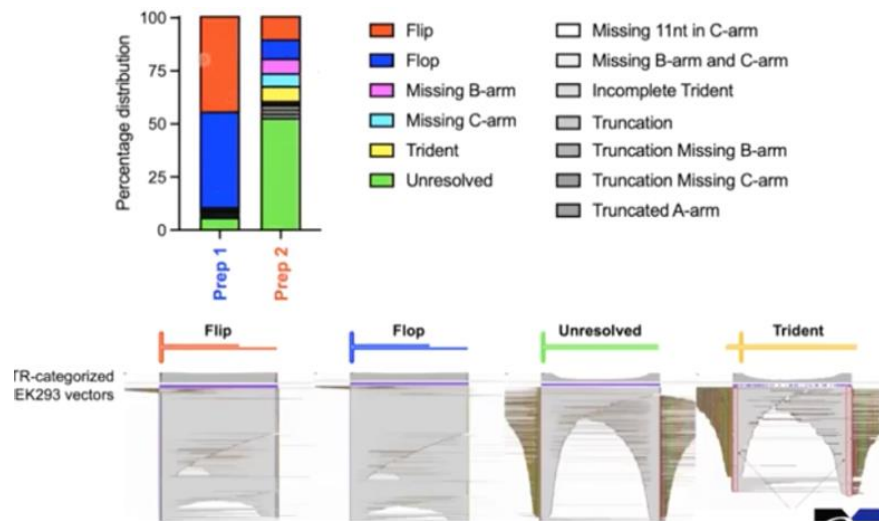 100
75
50
25
0
Percentage distribution
Prep 1
Prep 2
Flip
Flop
Missing B-arm
Missing C-arm
Trident
Unresolved
Missing 11nt in C-arm
Missing B-arm and C-arm
Incomplete Trident
Truncation
Truncation Missing B-arm
Truncation Missing C-arm
Truncated A-arm
Flip
Flop
Unresolved
Trident
TR-categorized
EK293 vectors